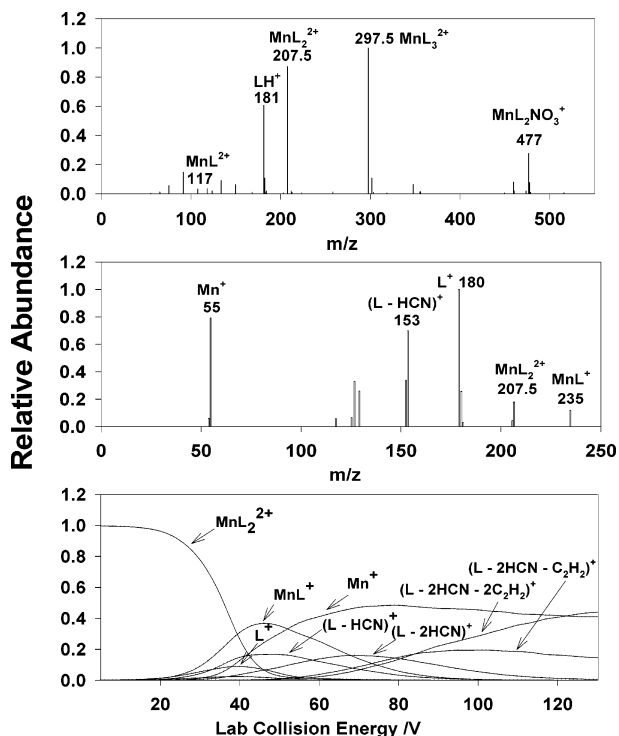 Relative Abundance
1.2
1.0
0.8
0.6
0.4
0.2
0.0
MnL₂²⁺
207.5
297.5 MnL₃²⁺
LH⁺
181
MnL²⁺
117
MnL₂NO₃⁺
477
0 100 200 300 400 500
m/z
1.2
1.0
0.8
0.6
0.4
0.2
0.0
Mn⁺
55
(L - HCN)⁺
153
L⁺ 180
MnL₂²⁺
207.5
MnL⁺
235
0 50 100 150 200 250
m/z
1.2
1.0
0.8
0.6
0.4
0.2
0.0
MnL₂²⁺
MnL⁺
L⁺
Mn⁺
(L - HCN)⁺
(L - 2HCN)⁺
(L - 2HCN - 2C₂H₂)⁺
(L - 2HCN - C₂H₂)⁺
20 40 60 80 100 120
Lab Collision Energy /V